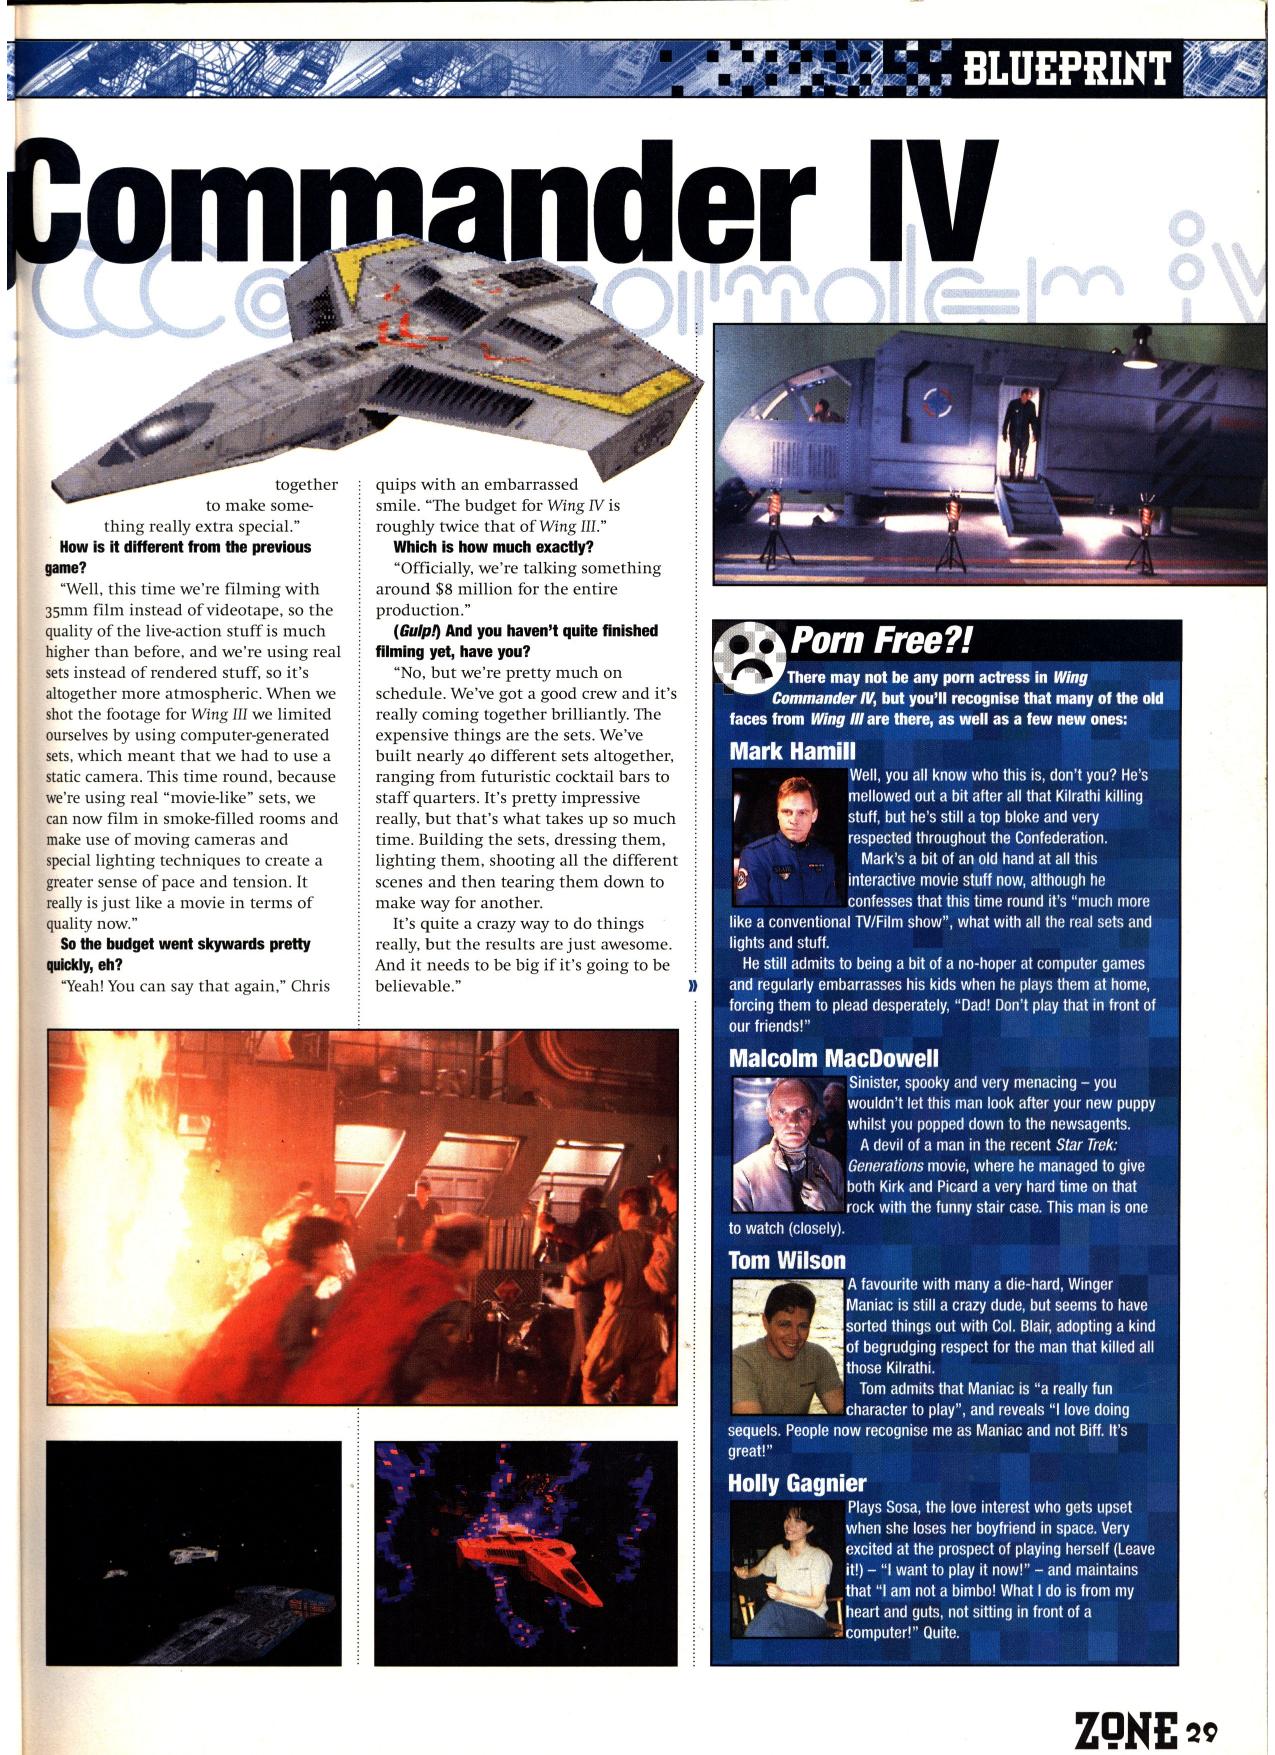 BLUEPRINT
Commander IV
together
to make some-
thing really extra special.”
How is it different from the previous
game?
“Well, this time we’re filming with
35mm film instead of videotape, so the
quality of the live-action stuff is much
higher than before, and we’re using real
sets instead of rendered stuff, so it’s
altogether more atmospheric. When we
shot the footage for Wing III we limited
ourselves by using computer-generated
sets, which meant that we had to use a
static camera. This time round, because
we’re using real “movie-like” sets, we
can now film in smoke-filled rooms and
make use of moving cameras and
special lighting techniques to create a
greater sense of pace and tension. It
really is just like a movie in terms of
quality now.”
So the budget went skywards pretty
quickly, eh?
“Yeah! You can say that again,” Chris
quips with an embarrassed
smile. “The budget for Wing IV is
roughly twice that of Wing III.”
Which is how much exactly?
“Officially, we’re talking something
around $8 million for the entire
production.”
(Gulp!) And you haven’t quite finished
filming yet, have you?
“No, but we’re pretty much on
schedule. We’ve got a good crew and it’s
really coming together brilliantly. The
expensive things are the sets. We’ve
built nearly 40 different sets altogether,
ranging from futuristic cocktail bars to
staff quarters. It’s pretty impressive
really, but that’s what takes up so much
time. Building the sets, dressing them,
lighting them, shooting all the different
scenes and then tearing them down to
make way for another.
It’s quite a crazy way to do things
really, but the results are just awesome.
And it needs to be big if it’s going to be
believable.”
Porn Free?!
There may not be any porn actress in Wing
Commander IV, but you’ll recognise that many of the old
faces from Wing III are there, as well as a few new ones:
Mark Hamill
Well, you all know who this is, don’t you? He’s
mellowed out a bit after all that Kilrathi killing
stuff, but he’s still a top bloke and very
respected throughout the Confederation.
Mark’s a bit of an old hand at all this
interactive movie stuff now, although he
confesses that this time round it’s “much more
like a conventional TV/Film show”, what with all the real sets and
lights and stuff.
He still admits to being a bit of a no-hoper at computer games
and regularly embarrasses his kids when he plays them at home,
forcing them to plead desperately, “Dad! Don’t play that in front of
our friends!”
Malcolm MacDowell
Sinister, spooky and very menacing – you
wouldn’t let this man look after your new puppy
whilst you popped down to the newsagents.
A devil of a man in the recent Star Trek:
Generations movie, where he managed to give
both Kirk and Picard a very hard time on that
rock with the funny stair case. This man is one
to watch (closely).
Tom Wilson
A favourite with many a die-hard, Winger
Maniac is still a crazy dude, but seems to have
sorted things out with Col. Blair, adopting a kind
of begrudging respect for the man that killed all
those Kilrathi.
Tom admits that Maniac is “a really fun
character to play”, and reveals “I love doing
sequels. People now recognise me as Maniac and not Biff. It’s
great!”
Holly Gagnier
Plays Sosa, the love interest who gets upset
when she loses her boyfriend in space. Very
excited at the prospect of playing herself (Leave
it!) – “I want to play it now!” – and maintains
that “I am not a bimbo! What I do is from my
heart and guts, not sitting in front of a
computer!” Quite.
ZONE 29